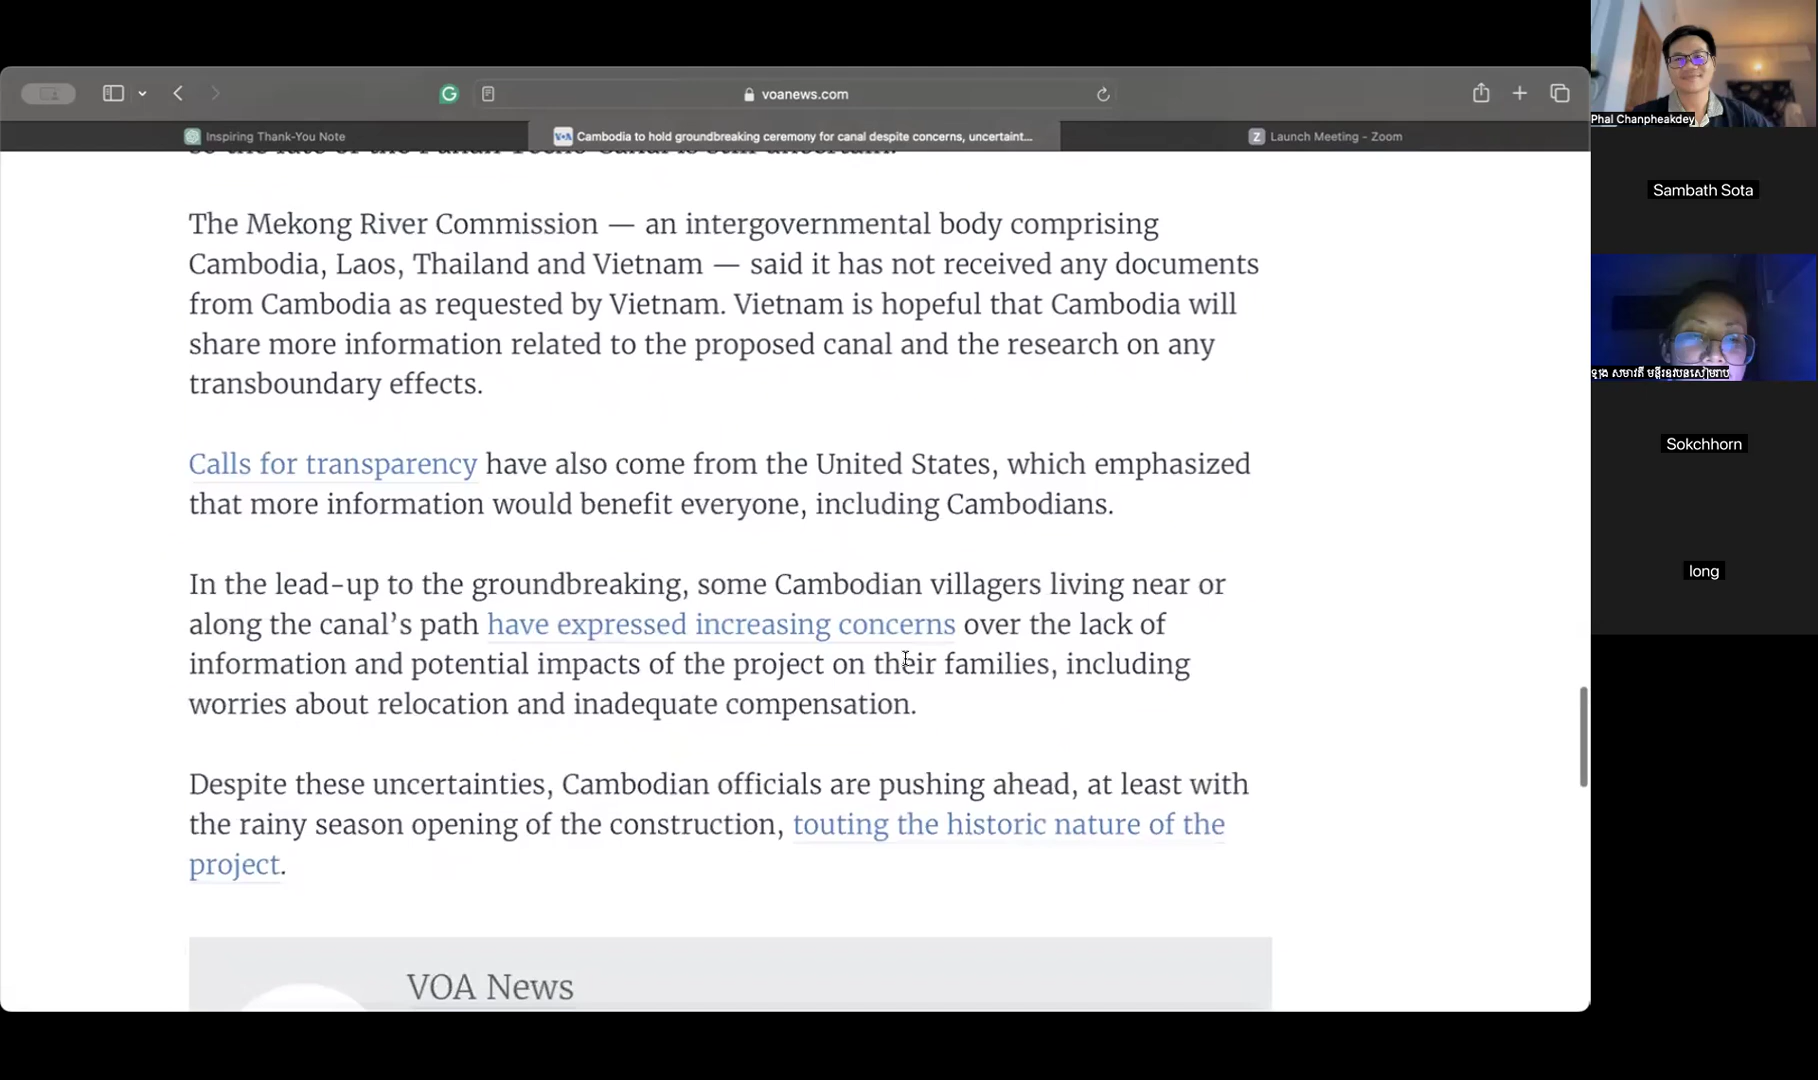 voanews.com
Inspiring Thank-You Note
Cambodia to hold groundbreaking ceremony for canal despite concerns, uncertaint...
Launch Meeting - Zoom
The Mekong River Commission — an intergovernmental body comprising
Cambodia, Laos, Thailand and Vietnam — said it has not received any documents
from Cambodia as requested by Vietnam. Vietnam is hopeful that Cambodia will
share more information related to the proposed canal and the research on any
transboundary effects.
Calls for transparency have also come from the United States, which emphasized
that more information would benefit everyone, including Cambodians.
In the lead-up to the groundbreaking, some Cambodian villagers living near or
along the canal’s path have expressed increasing concerns over the lack of
information and potential impacts of the project on their families, including
worries about relocation and inadequate compensation.
Despite these uncertainties, Cambodian officials are pushing ahead, at least with
the rainy season opening of the construction, touting the historic nature of the
project.
VOA News
Phal Chanpheakdey
Sambath Sota
Sokchhorn
long